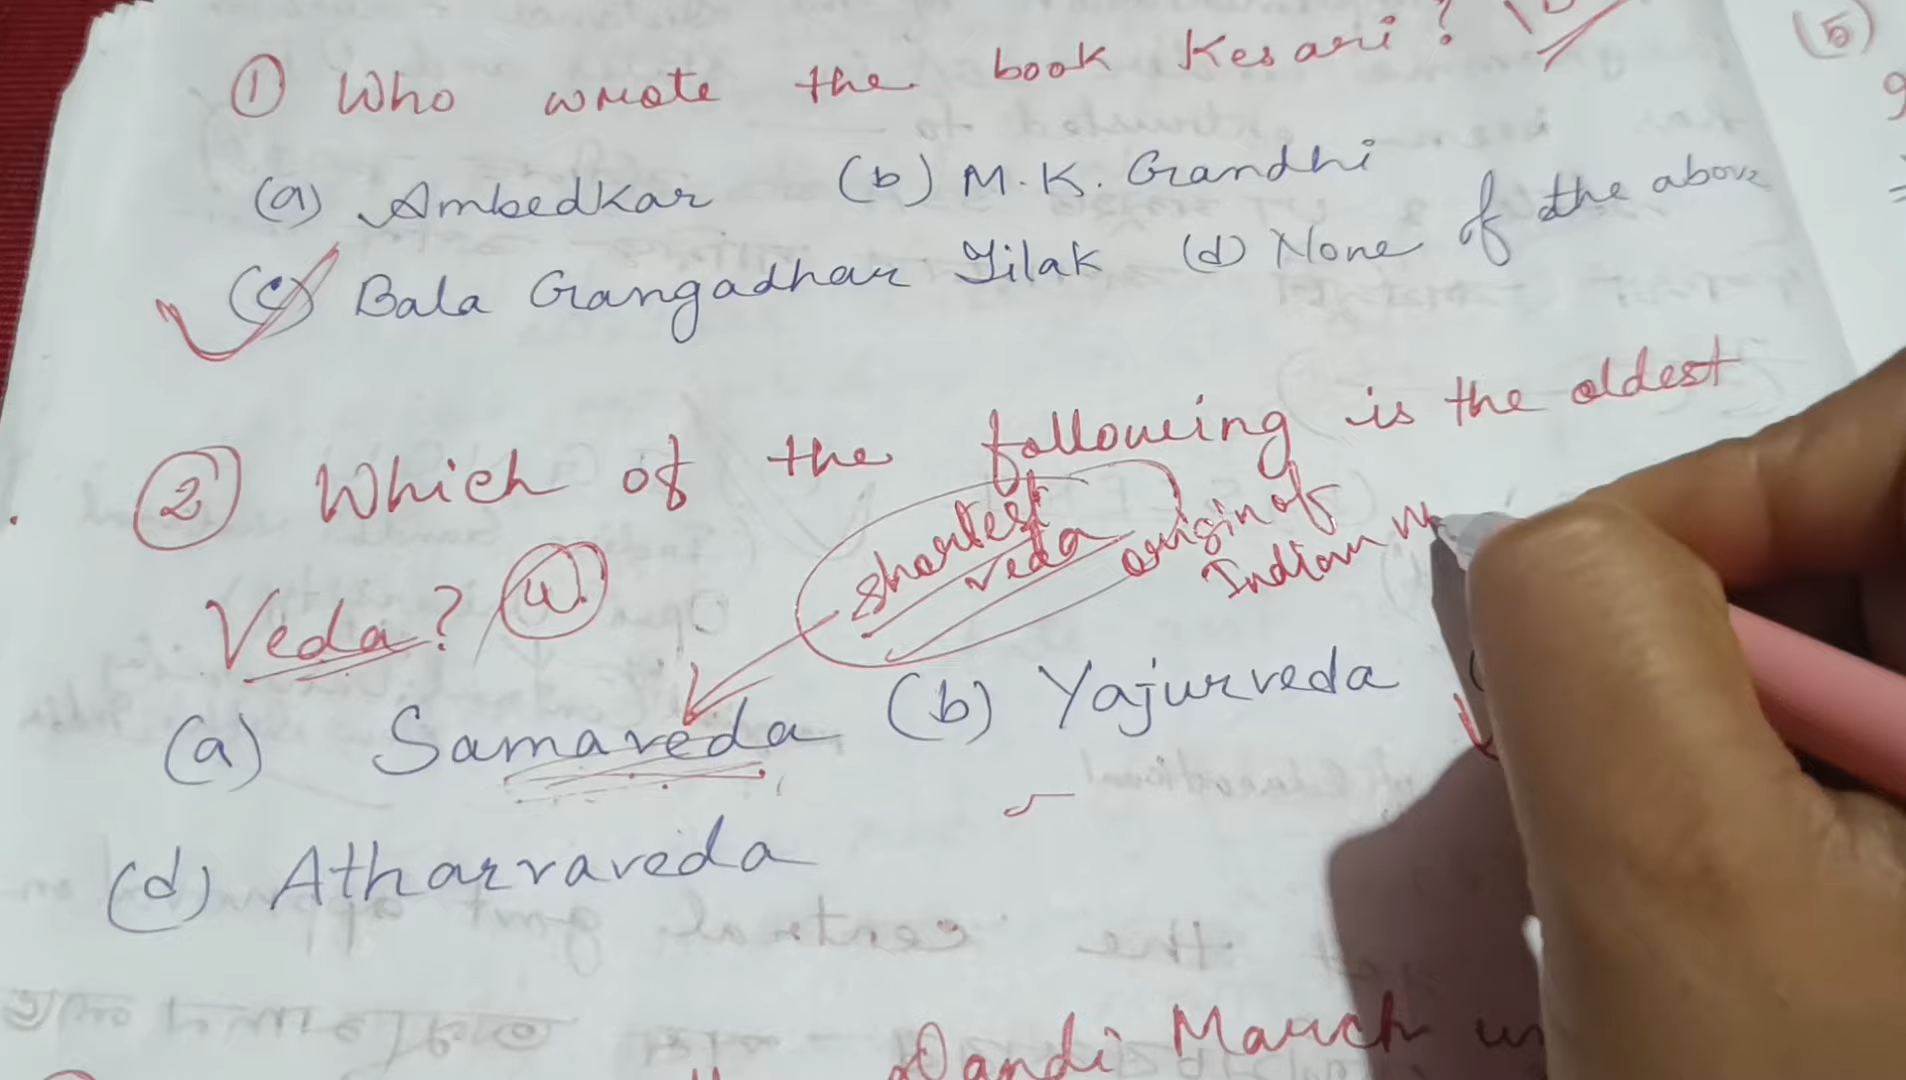 ① Who wrote the book Kesari?
(a) Ambedkar (b) M.K. Gandhi
(c) Bala Gangadhar Tilak (d) None of the above
② Which of the following is the oldest
Veda? ④
shortest
veda
origin of
Indian
(a) Samaveda (b) Yajurveda
(d) Atharvaveda
Dandi March
(5)